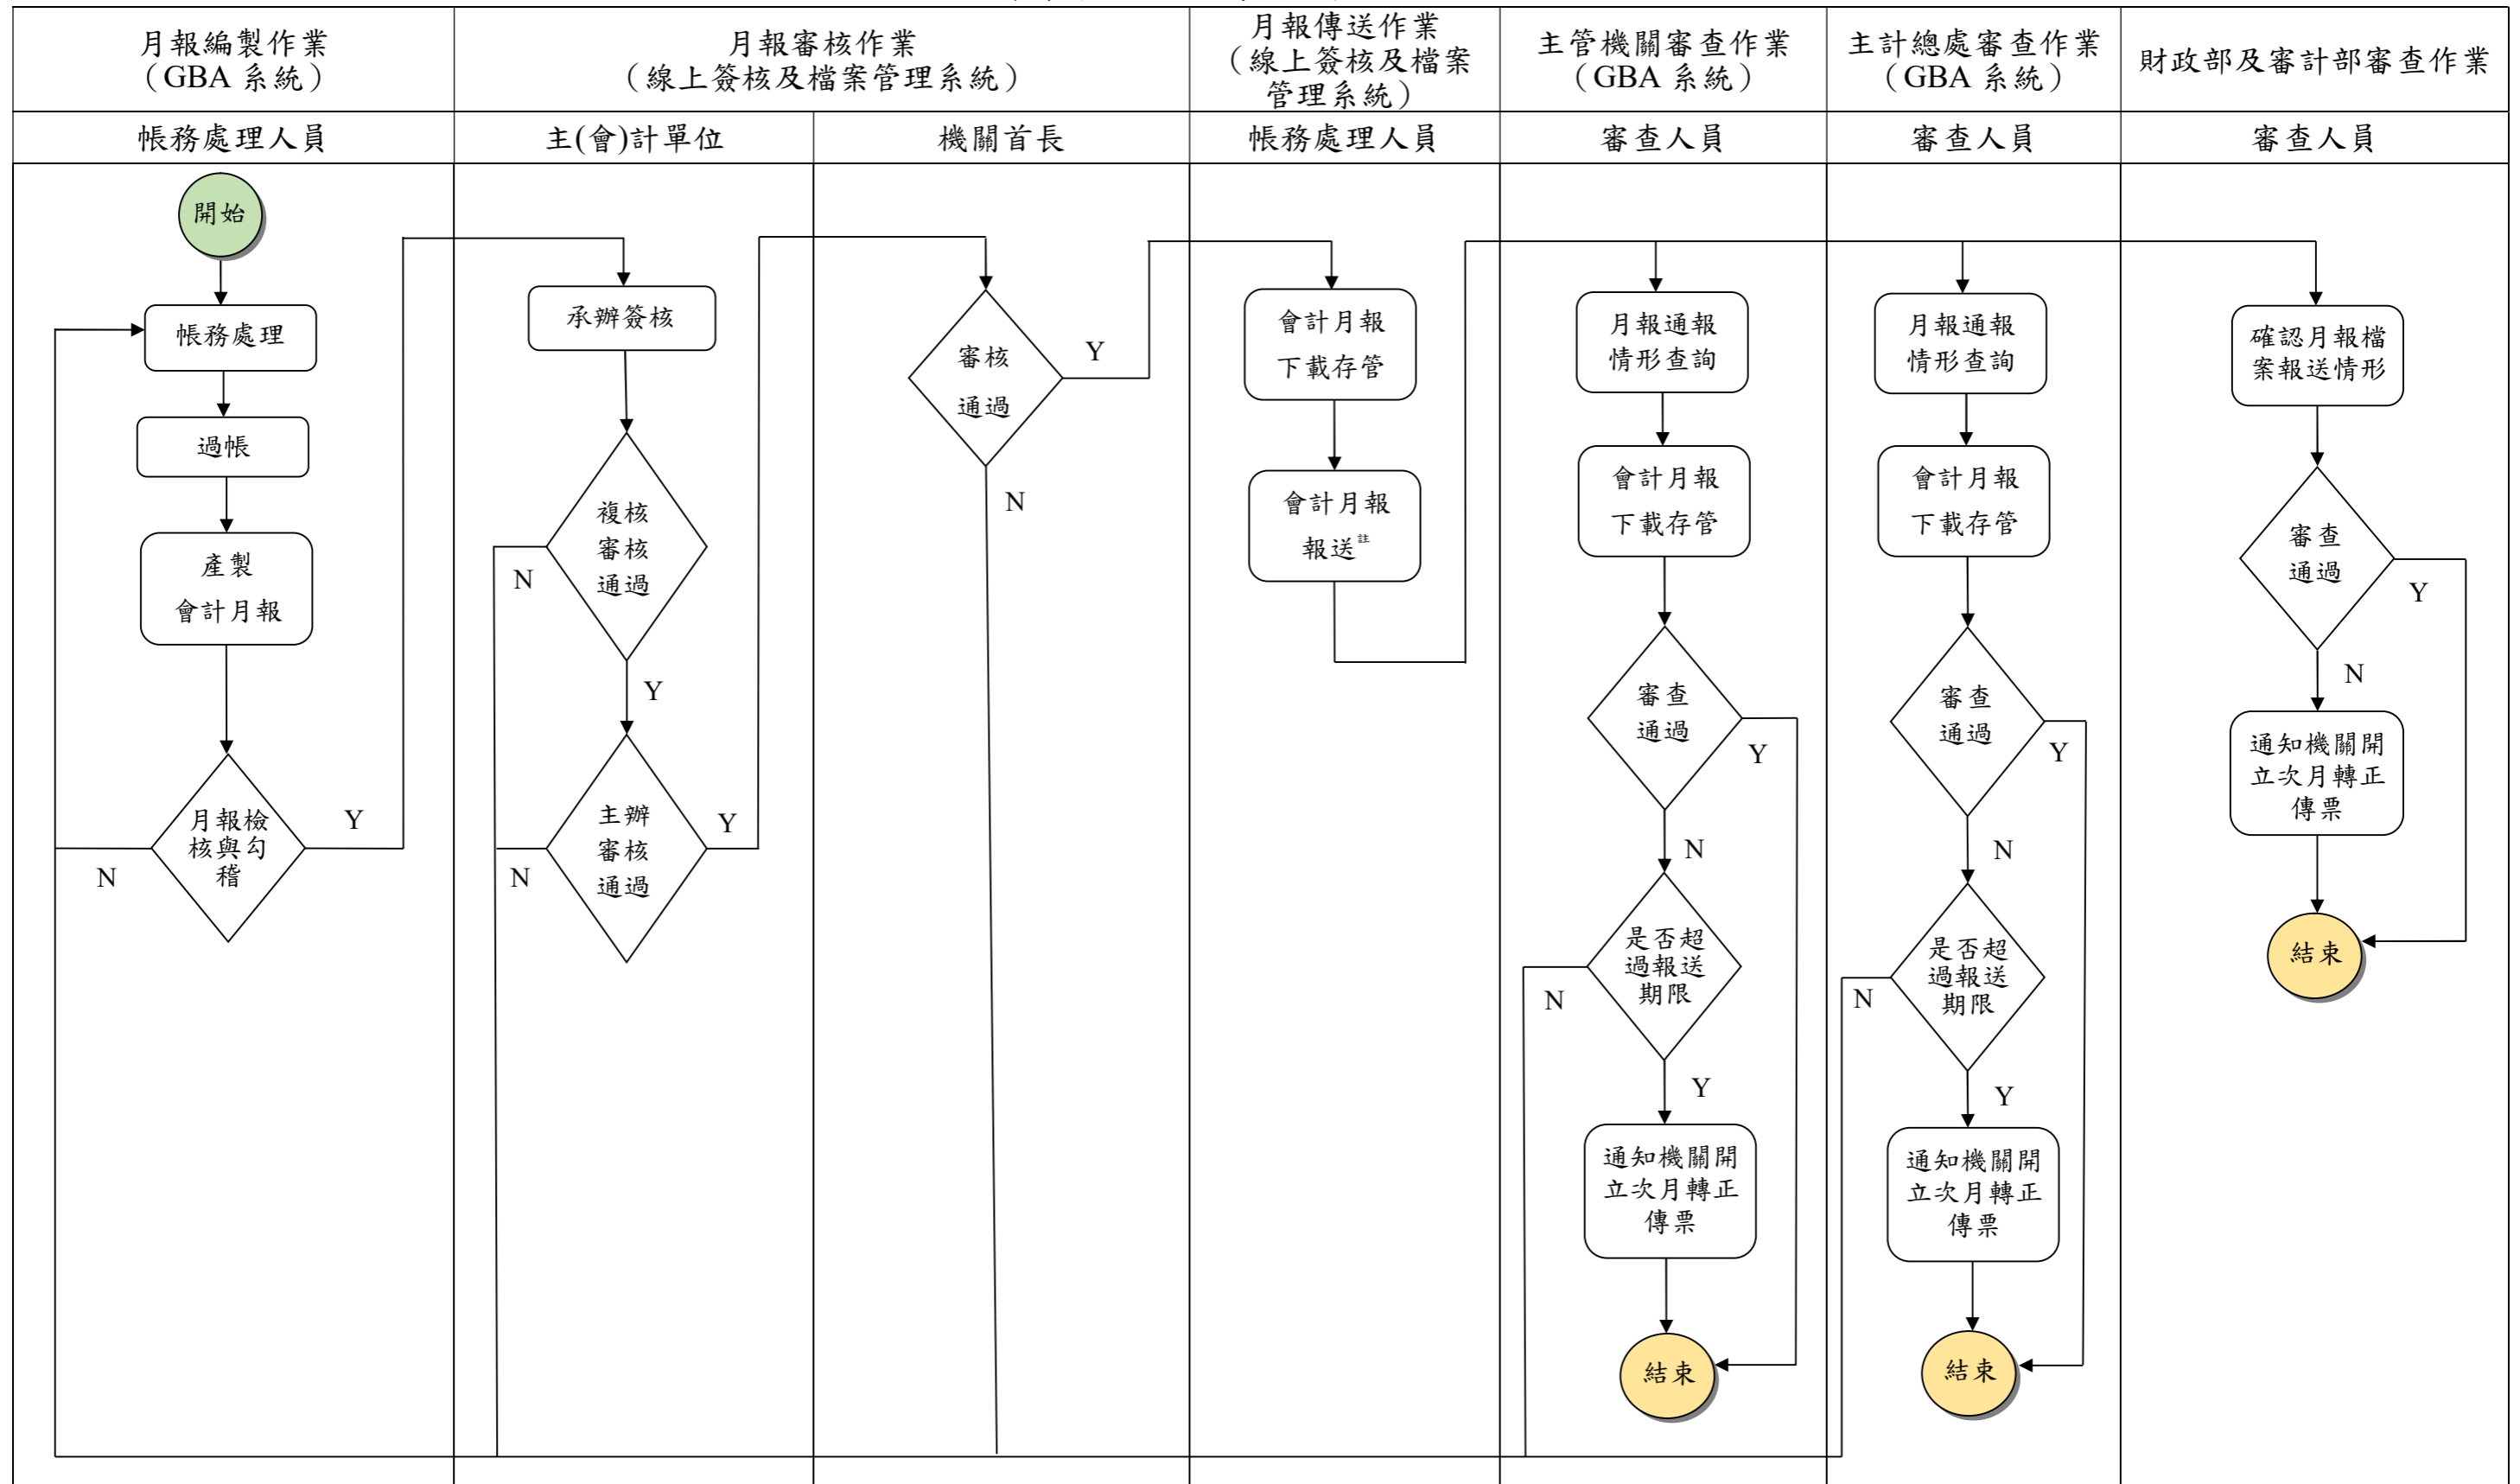 月報編製作業
（GBA 系統）
月報審核作業
（線上簽核及檔案管理系統）
月報傳送作業
（線上簽核及檔案
管理系統）
主管機關審查作業
（GBA 系統）
主計總處審查作業
（GBA 系統）
財政部及審計部審查作業
帳務處理人員
主(會)計單位
機關首長
帳務處理人員
審查人員
審查人員
審查人員
開始
帳務處理
過帳
產製
會計月報
月報檢
核與勾
稽
Y
N
承辦簽核
複核
審核
通過
N
Y
主辦
審核
通過
Y
N
審核
通過
Y
N
會計月報
下載存管
會計月報
報送註
月報通報
情形查詢
會計月報
下載存管
審查
通過
Y
N
是否超
過報送
期限
N
Y
通知機關開
立次月轉正
傳票
結束
月報通報
情形查詢
會計月報
下載存管
審查
通過
Y
N
是否超
過報送
期限
N
Y
通知機關開
立次月轉正
傳票
結束
確認月報檔
案報送情形
審查
通過
Y
N
通知機關開
立次月轉正
傳票
結束